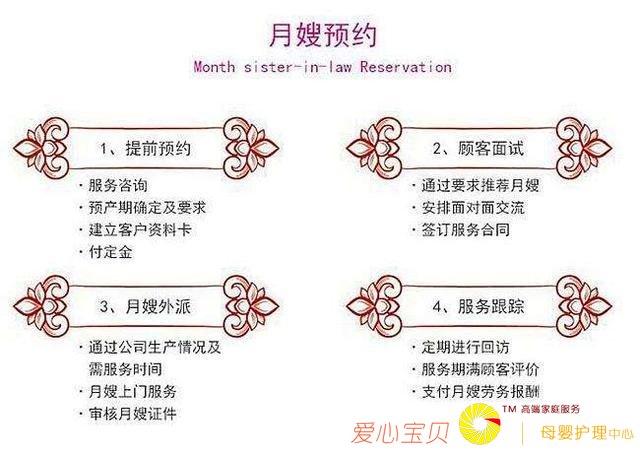 月嫂预约
Month sister-in-law Reservation
1、提前预约
·服务咨询
·预产期确定及要求
·建立客户资料卡
·付定金
2、顾客面试
·通过要求推荐月嫂
·安排面对面交流
·签订服务合同
3、月嫂外派
·通过公司生产情况及
需服务时间
·月嫂上门服务
·审核月嫂证件
4、服务跟踪
·定期进行回访
·服务期满顾客评价
·支付月嫂劳务报酬
爱心宝贝
TM 高端家庭服务
母婴护理中心